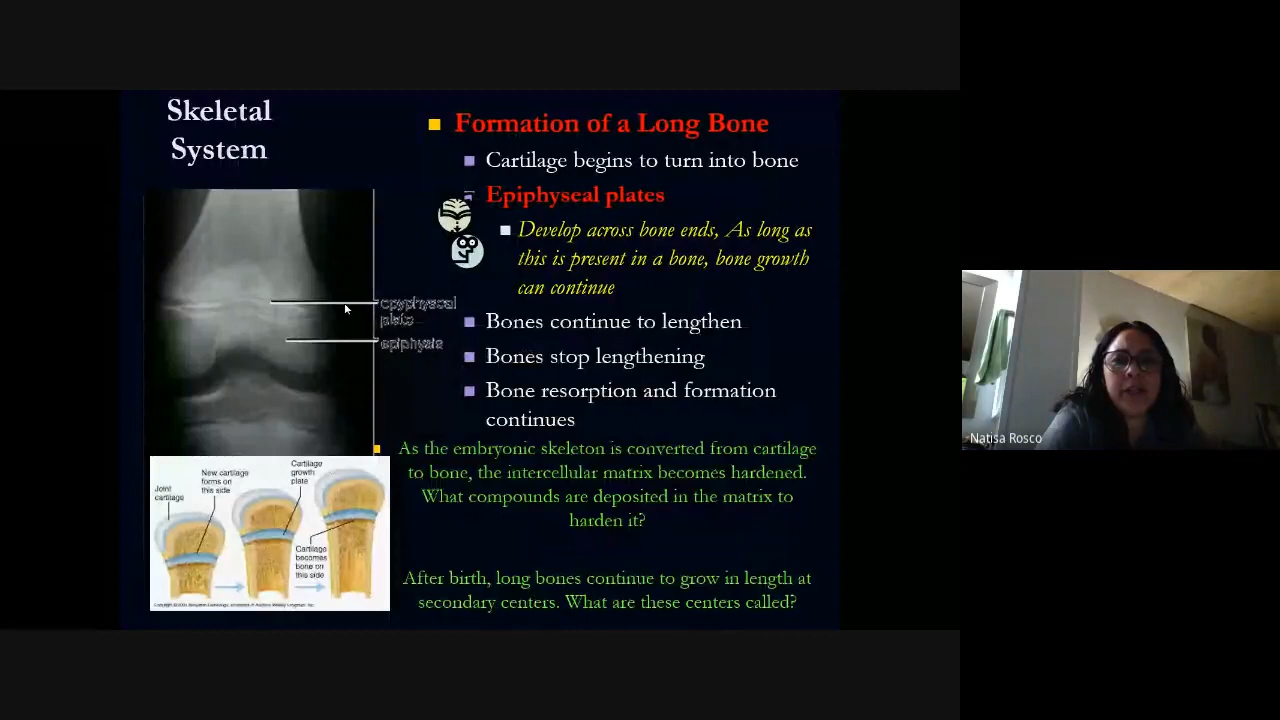 Skeletal
System
Formation of a Long Bone
Cartilage begins to turn into bone
Epiphyseal plates
Develop across bone ends, As long as
this is present in a bone, bone growth
can continue
epyphyseal
plate
epiphysis
Bones continue to lengthen
Bones stop lengthening
Bone resorption and formation
continues
As the embryonic skeleton is converted from cartilage
to bone, the intercellular matrix becomes hardened.
What compounds are deposited in the matrix to
harden it?
After birth, long bones continue to grow in length at
secondary centers. What are these centers called?
Joint
cartilage
New cartilage
forms on
this side
Cartilage
growth
plate
Cartilage
becomes
bone on
this side
Natisa Rosco